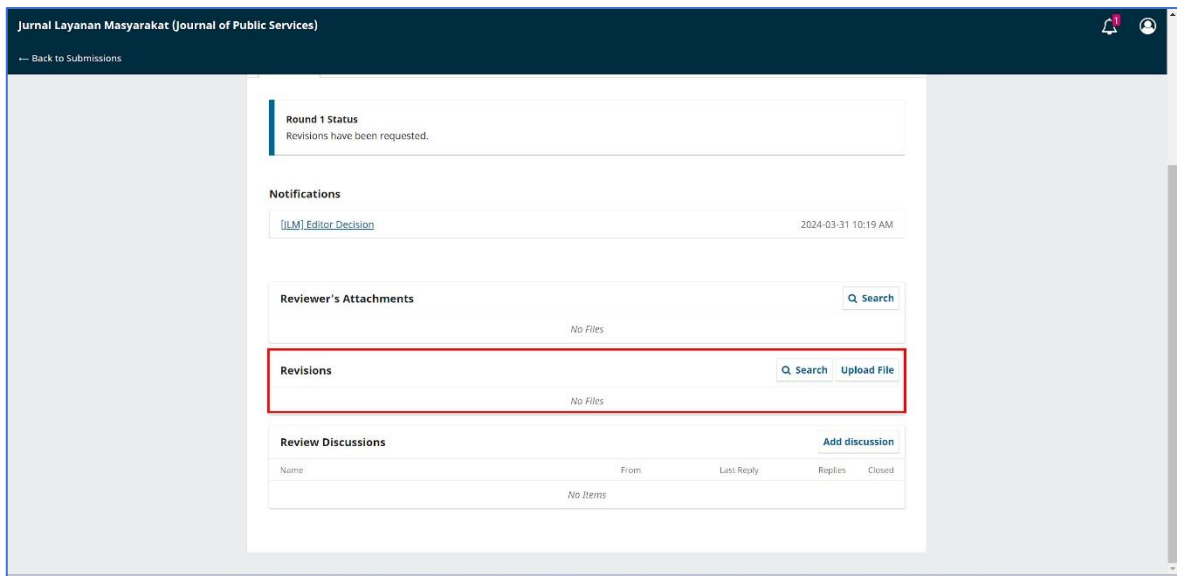 Jurnal Layanan Masyarakat (Journal of Public Services)
1
← Back to Submissions
Round 1 Status
Revisions have been requested.
Notifications
[JLM] Editor Decision 2024-03-31 10:19 AM
Reviewer's Attachments Search
No Files
Revisions Search Upload File
No Files
Review Discussions Add discussion
Name From Last Reply Replies Closed
No Items